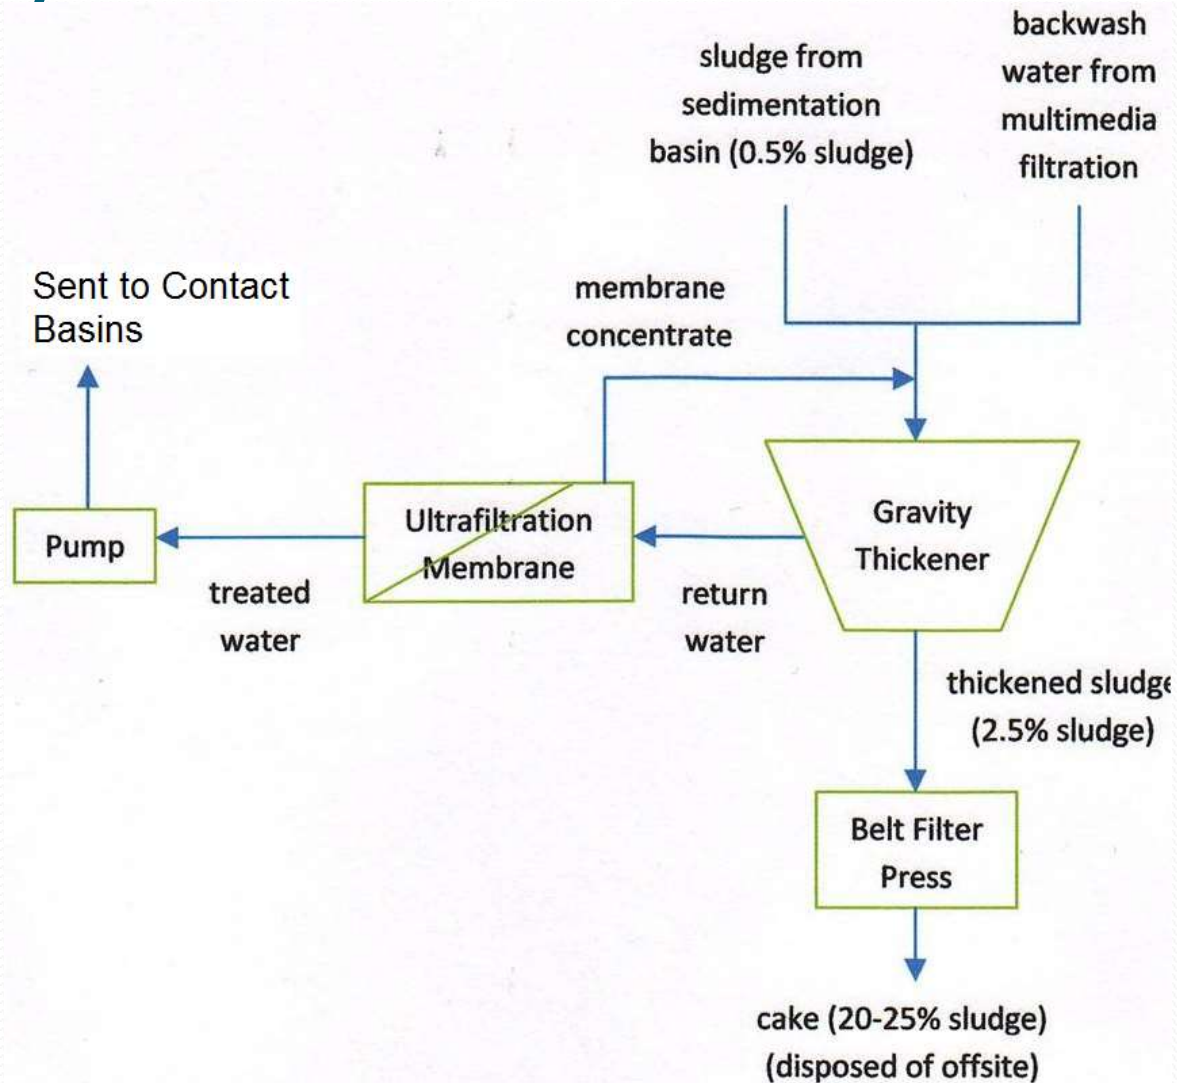 backwash
water from
multimedia
filtration
sludge from
sedimentation
basin (0.5% sludge)
Sent to Contact
Basins
membrane
concentrate
Gravity
Thickener
Ultrafiltration
Membrane
Pump
treated
water
return
water
thickened sludge
(2.5% sludge)
Belt Filter
Press
cake (20-25% sludge)
(disposed of offsite)